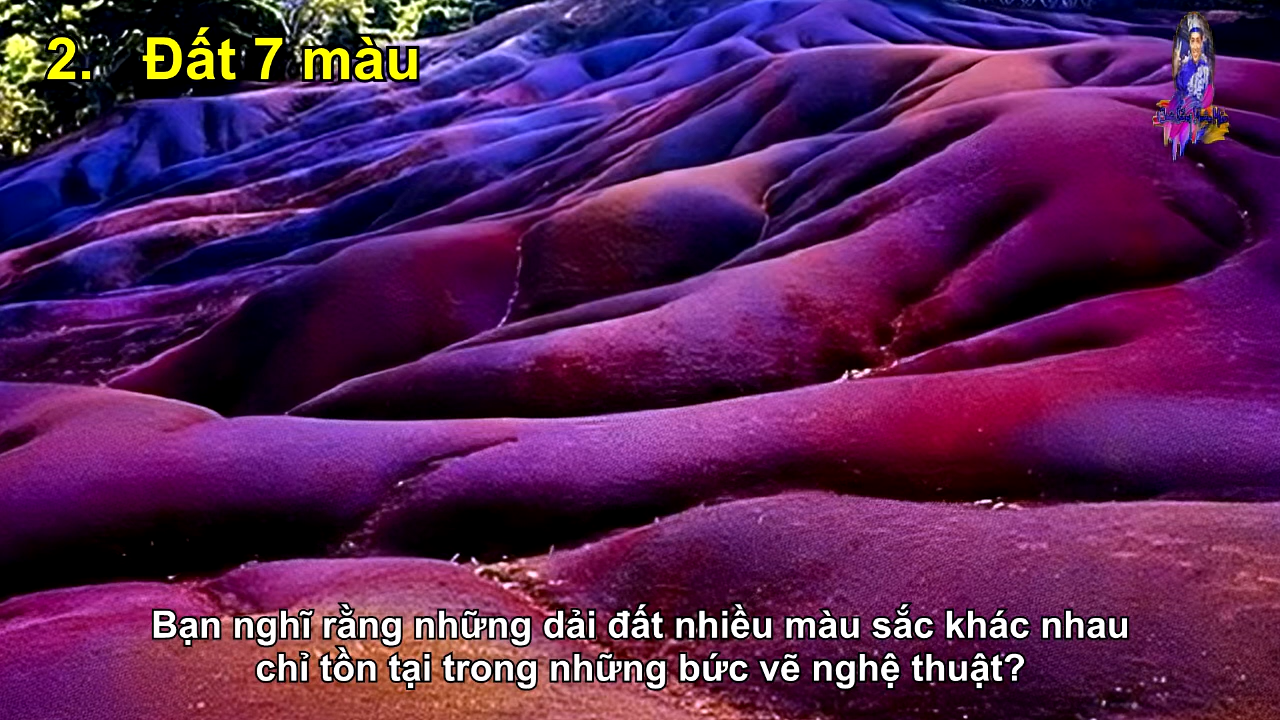 2. Đất 7 màu
Bạn nghĩ rằng những dải đất nhiều màu sắc khác nhau
chỉ tồn tại trong những bức vẽ nghệ thuật?